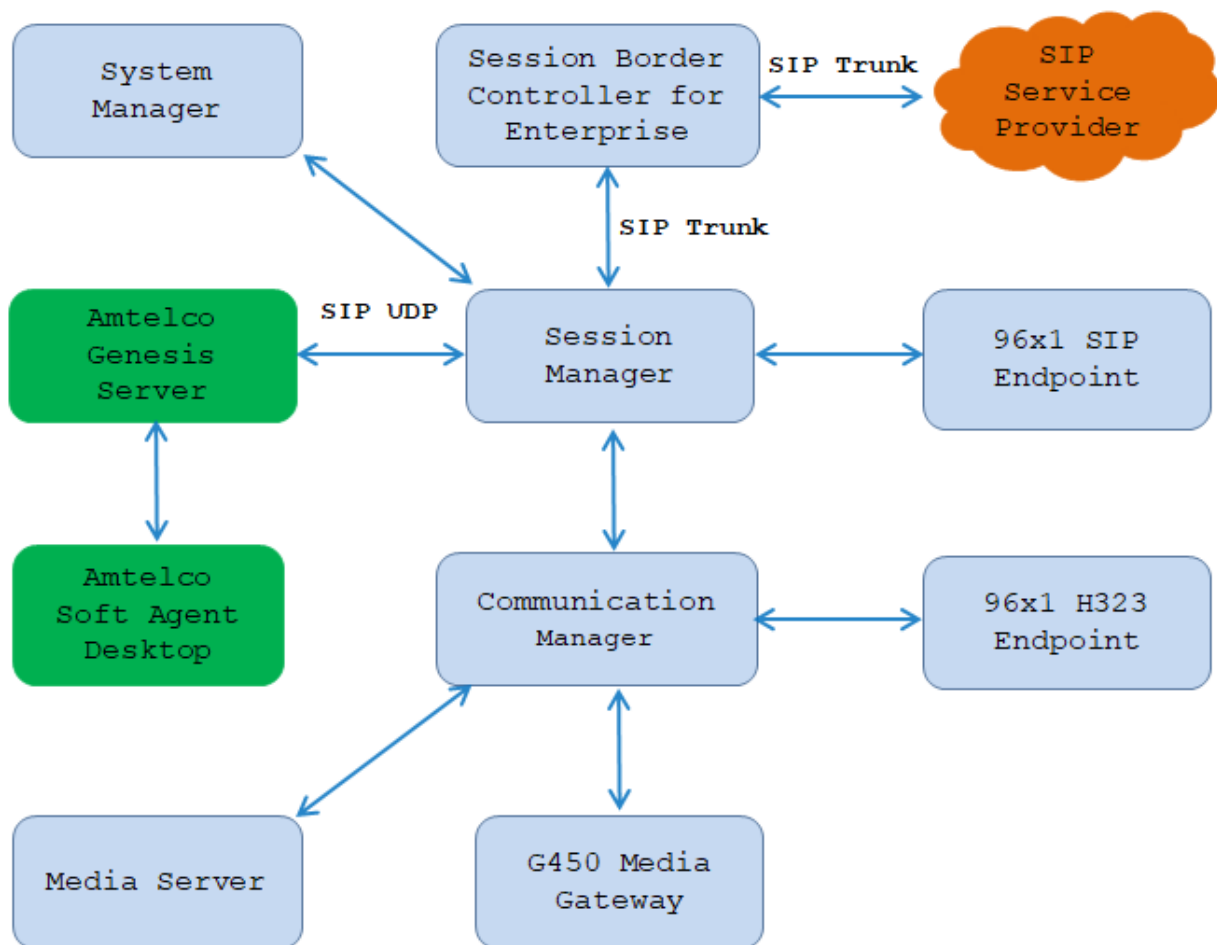 System
Manager
Session Border
Controller for
Enterprise
SIP Trunk
SIP
Service
Provider
SIP Trunk
Amtelco
Genesis
Server
SIP UDP
Session
Manager
96x1 SIP
Endpoint
Amtelco
Soft Agent
Desktop
Communication
Manager
96x1 H323
Endpoint
Media Server
G450 Media
Gateway